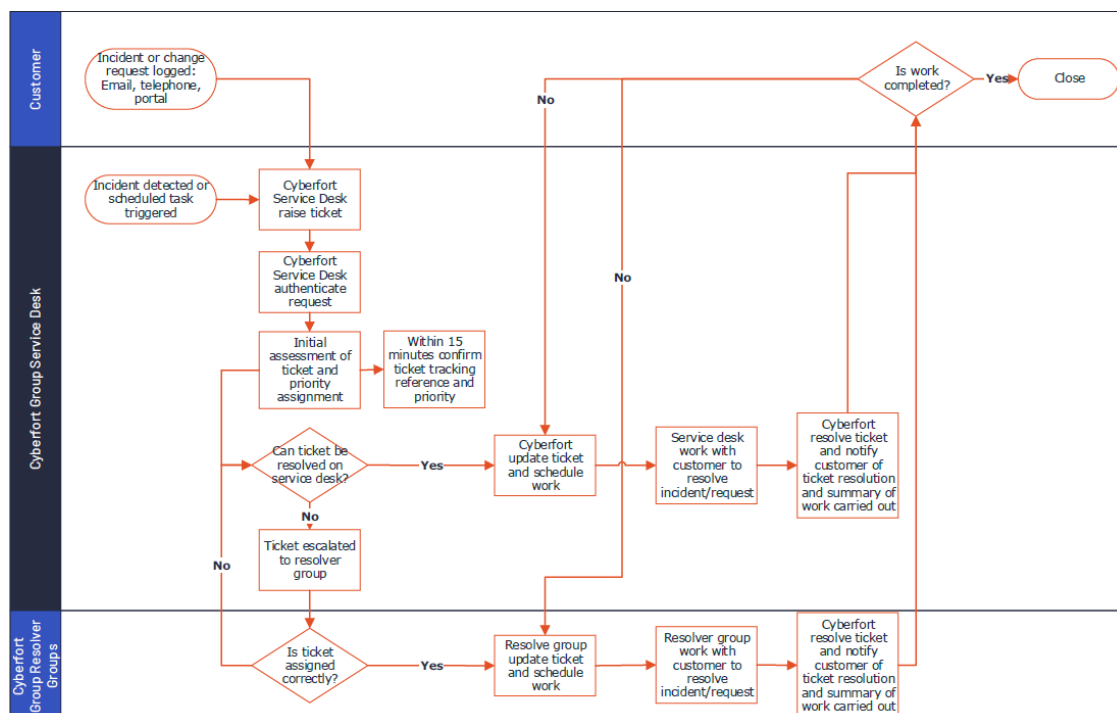 Customer
Incident or change
request logged:
Email, telephone,
portal
Is work
completed?
Yes
Close
No
No
Cyberfort Group Service Desk
Incident detected or
scheduled task
triggered
Cyberfort
Service Desk
raise ticket
Cyberfort
Service Desk
authenticate
request
Initial
assessment of
ticket and
priority
assignment
Within 15
minutes confirm
ticket tracking
reference and
priority
Can ticket be
resolved on
service desk?
Yes
Cyberfort
update ticket
and schedule
work
Service desk
work with
customer to
resolve
incident/request
Cyberfort
resolve ticket
and notify
customer of
ticket resolution
and summary of
work carried out
No
Ticket escalated
to resolver
group
No
Cyberfort
Group Resolver
Groups
Is ticket
assigned
correctly?
Yes
Resolve group
update ticket
and schedule
work
Resolver group
work with
customer to
resolve
incident/request
Cyberfort
resolve ticket
and notify
customer of
ticket resolution
and summary of
work carried out